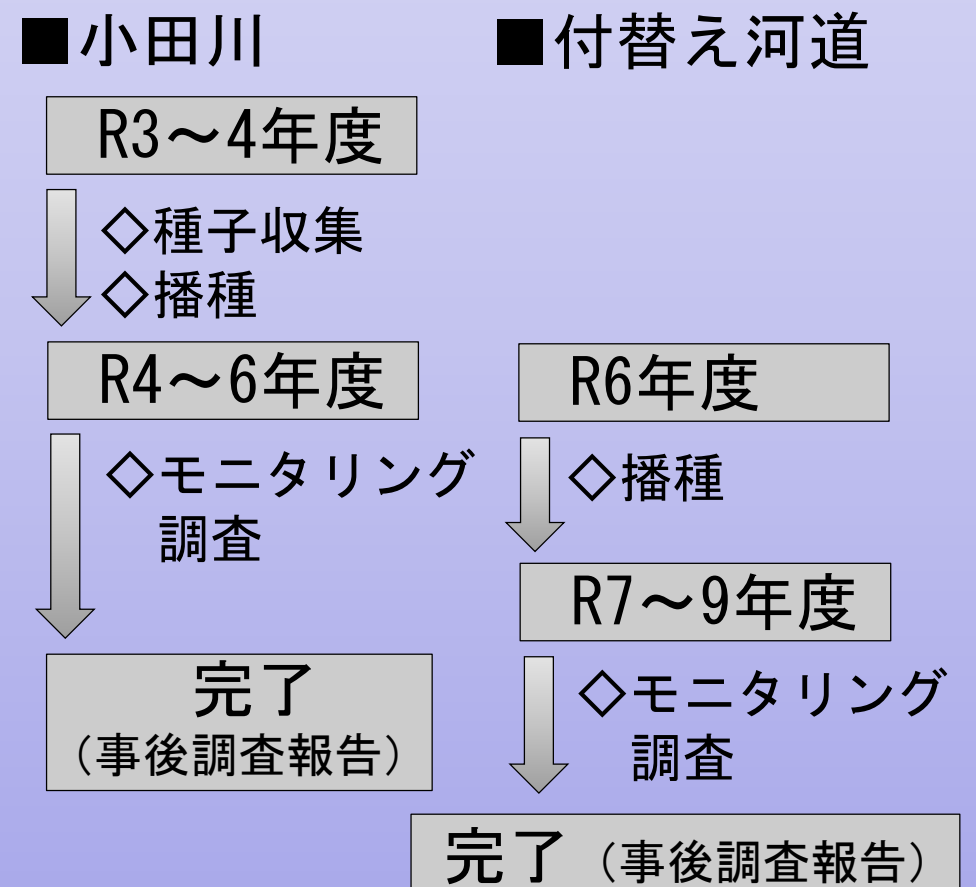 ■小田川
R3～4年度
◇種子収集
◇播種
R4～6年度
◇モニタリング
調査
完了
（事後調査報告）
■付替え河道
R6年度
◇播種
R7～9年度
◇モニタリング
調査
完了（事後調査報告）